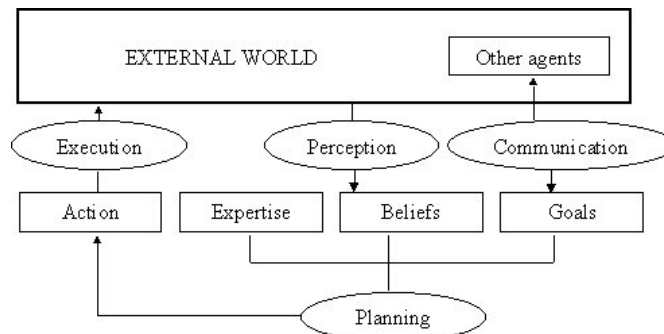 EXTERNAL WORLD
Other agents
Execution
Perception
Communication
Action
Expertise
Beliefs
Goals
Planning